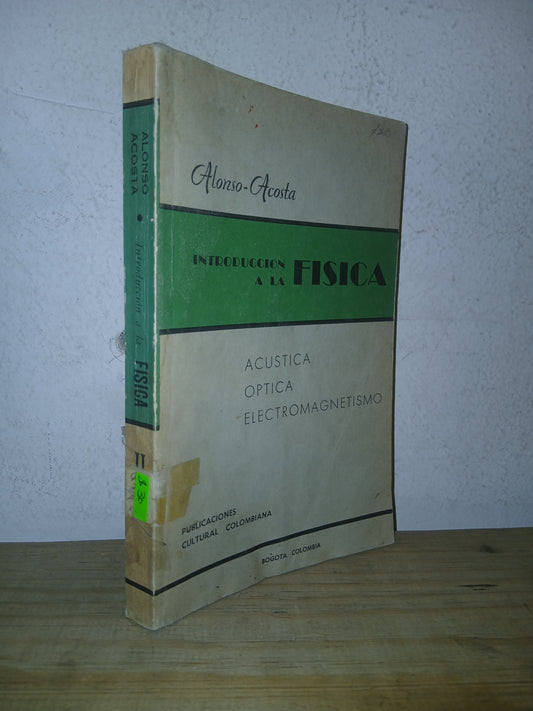 ALONSO
ACOSTA
Introducción a la FISICA
II
Alonso-Acosta
INTRODUCCION
A LA FISICA
ACUSTICA
OPTICA
ELECTROMAGNETISMO
PUBLICACIONES
CULTURAL COLOMBIANA
BOGOTA, COLOMBIA